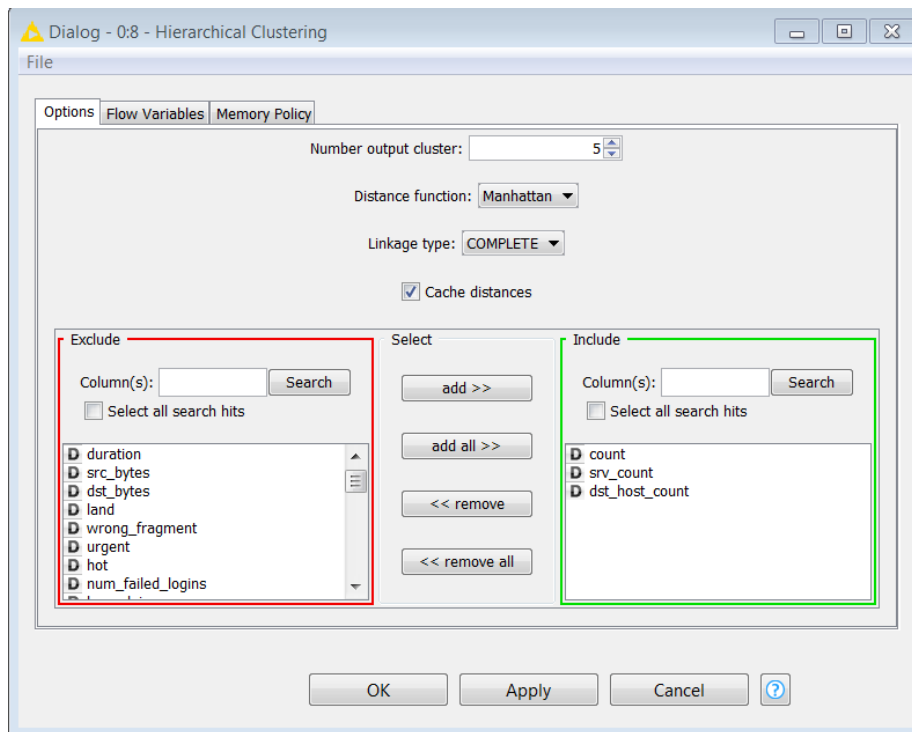 Dialog - 0:8 - Hierarchical Clustering
File
Options Flow Variables Memory Policy
Number output cluster: 5
Distance function: Manhattan
Linkage type: COMPLETE
Cache distances
Exclude
Column(s): Search
Select all search hits
D duration
D src_bytes
D dst_bytes
D land
D wrong_fragment
D urgent
D hot
D num_failed_logins
Select
add >>
add all >>
<< remove
<< remove all
Include
Column(s): Search
Select all search hits
D count
D srv_count
D dst_host_count
OK Apply Cancel ?